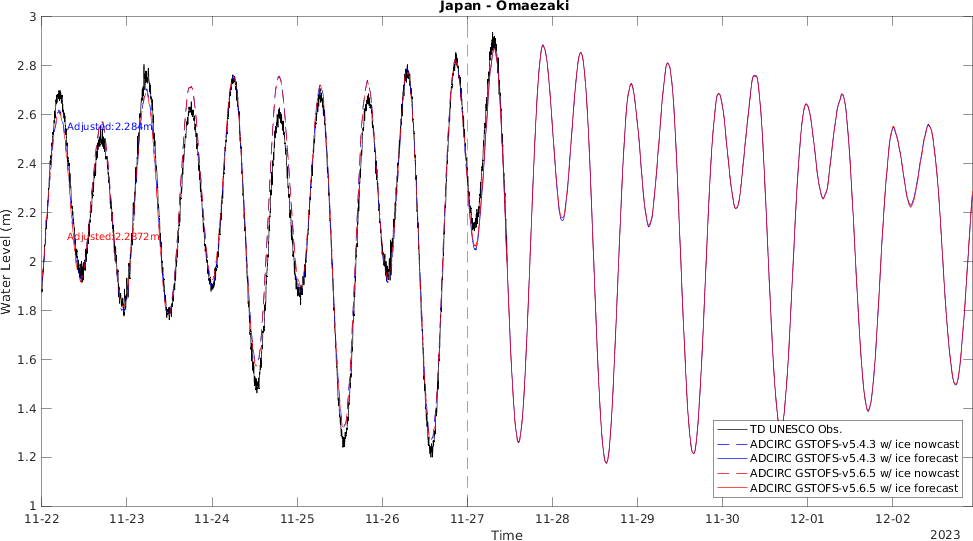 Japan - Omaezaki
3
2.8
2.6
2.4
2.2
2
1.8
1.6
1.4
1.2
1
Water Level (m)
Adjusted:2.284m
Adjusted:2.2872m
TD UNESCO Obs.
ADCIRC GSTOFS-v5.4.3 w/ ice nowcast
ADCIRC GSTOFS-v5.4.3 w/ ice forecast
ADCIRC GSTOFS-v5.6.5 w/ ice nowcast
ADCIRC GSTOFS-v5.6.5 w/ ice forecast
11-22 11-23 11-24 11-25 11-26 11-27 11-28 11-29 11-30 12-01 12-02
Time
2023